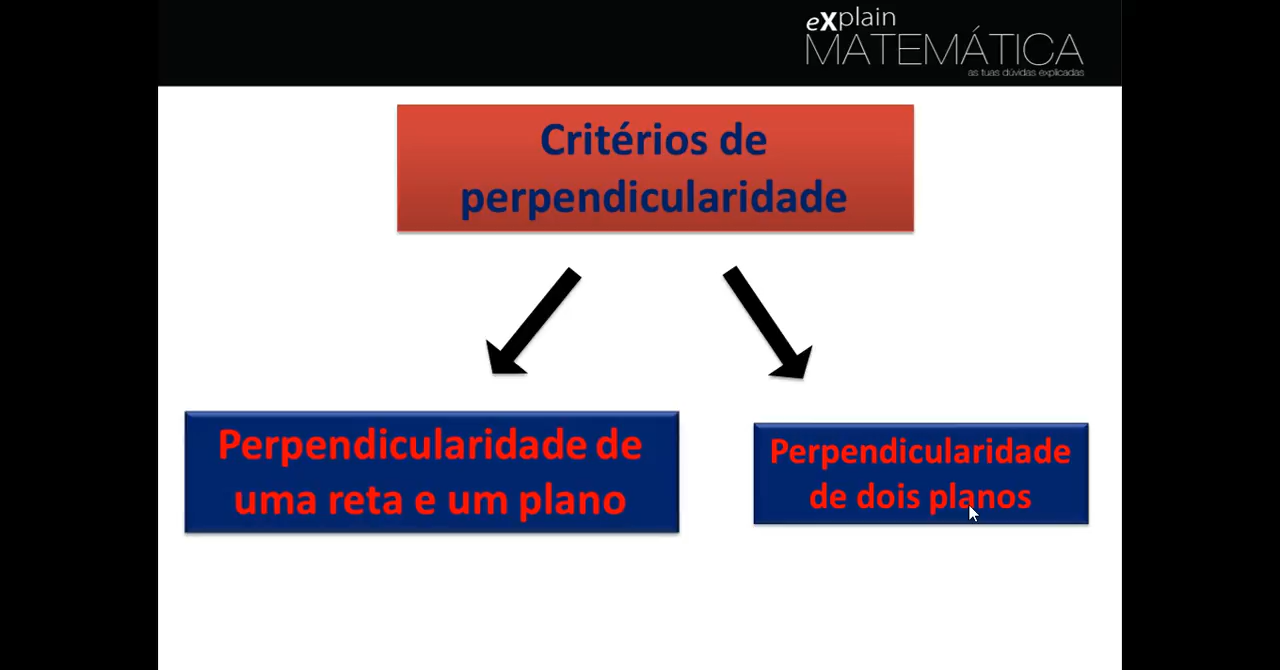 eXplain
MATEMÁTICA
as tuas dúvidas explicadas
Critérios de
perpendicularidade
Perpendicularidade de
uma reta e um plano
Perpendicularidade
de dois planos